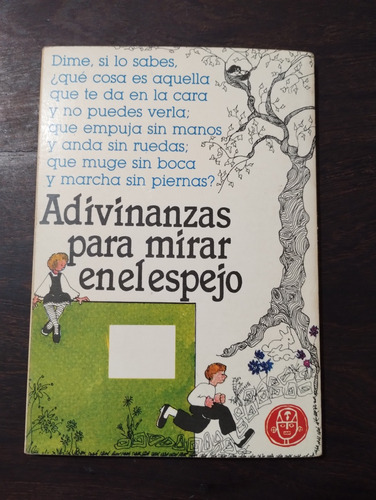 Dime, si lo sabes,
¿qué cosa es aquella
que te da en la cara
y no puedes verla;
que empuja sin manos
y anda sin ruedas;
que muge sin boca
y marcha sin piernas?
Adivinanzas
para mirar
en el espejo